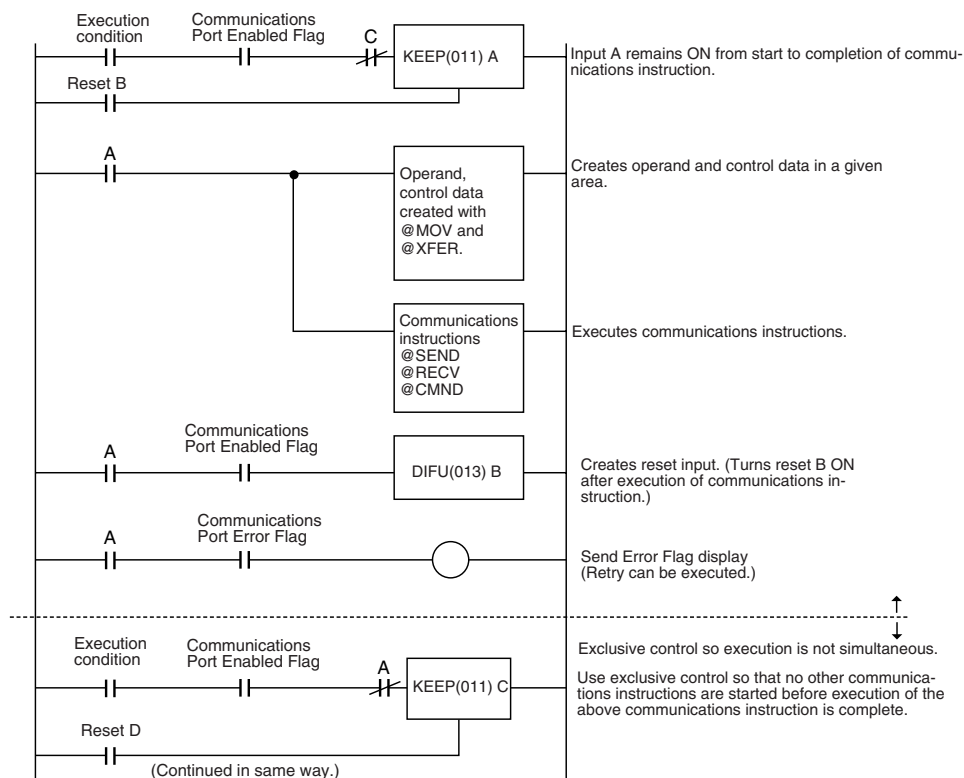 Execution
condition
Communications
Port Enabled Flag
C
KEEP(011) A
Input A remains ON from start to completion of commu-
nications instruction.
Reset B
A
Operand,
control data
created with
@MOV and
@XFER.
Creates operand and control data in a given
area.
Communications
instructions
@SEND
@RECV
@CMND
Executes communications instructions.
A
Communications
Port Enabled Flag
DIFU(013) B
Creates reset input. (Turns reset B ON
after execution of communications in-
struction.)
A
Communications
Port Error Flag
Send Error Flag display
(Retry can be executed.)
Exclusive control so execution is not simultaneous.
Execution
condition
Communications
Port Enabled Flag
A
KEEP(011) C
Use exclusive control so that no other communica-
tions instructions are started before execution of the
above communications instruction is complete.
Reset D
(Continued in same way.)